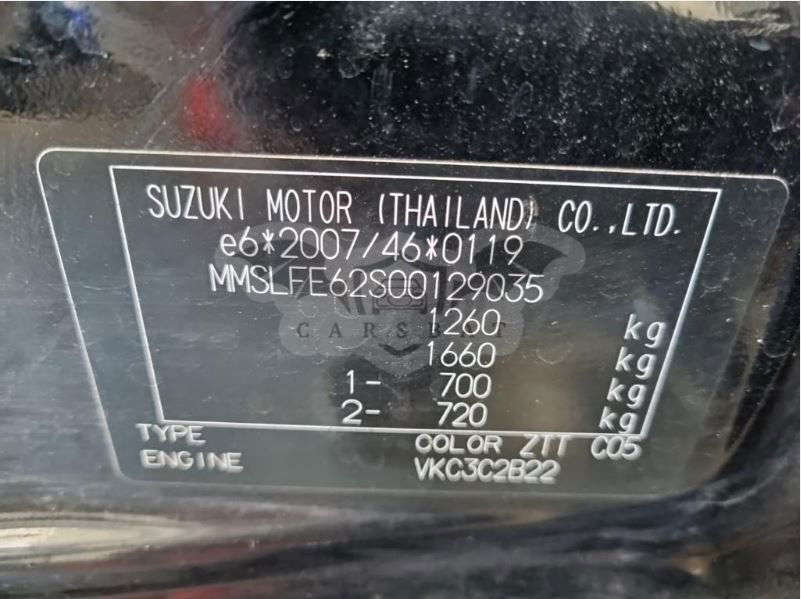 SUZUKI MOTOR (THAILAND) CO.,LTD.
e6*2007/46*0119
MMSLFE62S00129035
1260 kg
CARSB T
1660 kg
1- 700 kg
2- 720 kg
TYPE COLOR ZTT C05
ENGINE VKC3C2B22